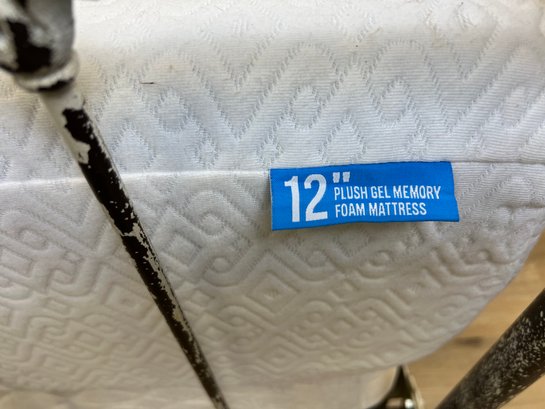 12" PLUSH GEL MEMORY
FOAM MATTRESS